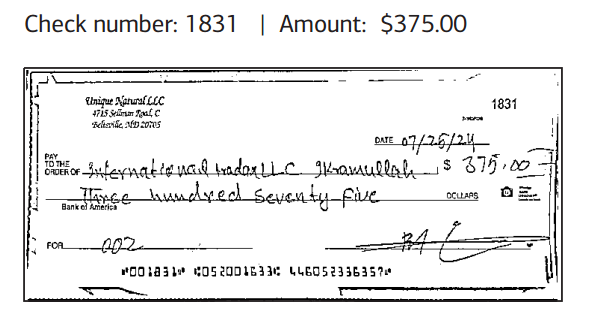 Check number: 1831 | Amount: $375.00
Unique Natural LLC
4715 Sellman Road, C
Beltsville, MD 20705
1831
DATE 07/25/24
PAY TO THE ORDER OF International trador LLC Ikramullah $ 375.00
Three hundred seventy five DOLLARS
Bank of America
FOR 002
⑈001831⑈ ⑆052001633⑆ 446052336357⑈